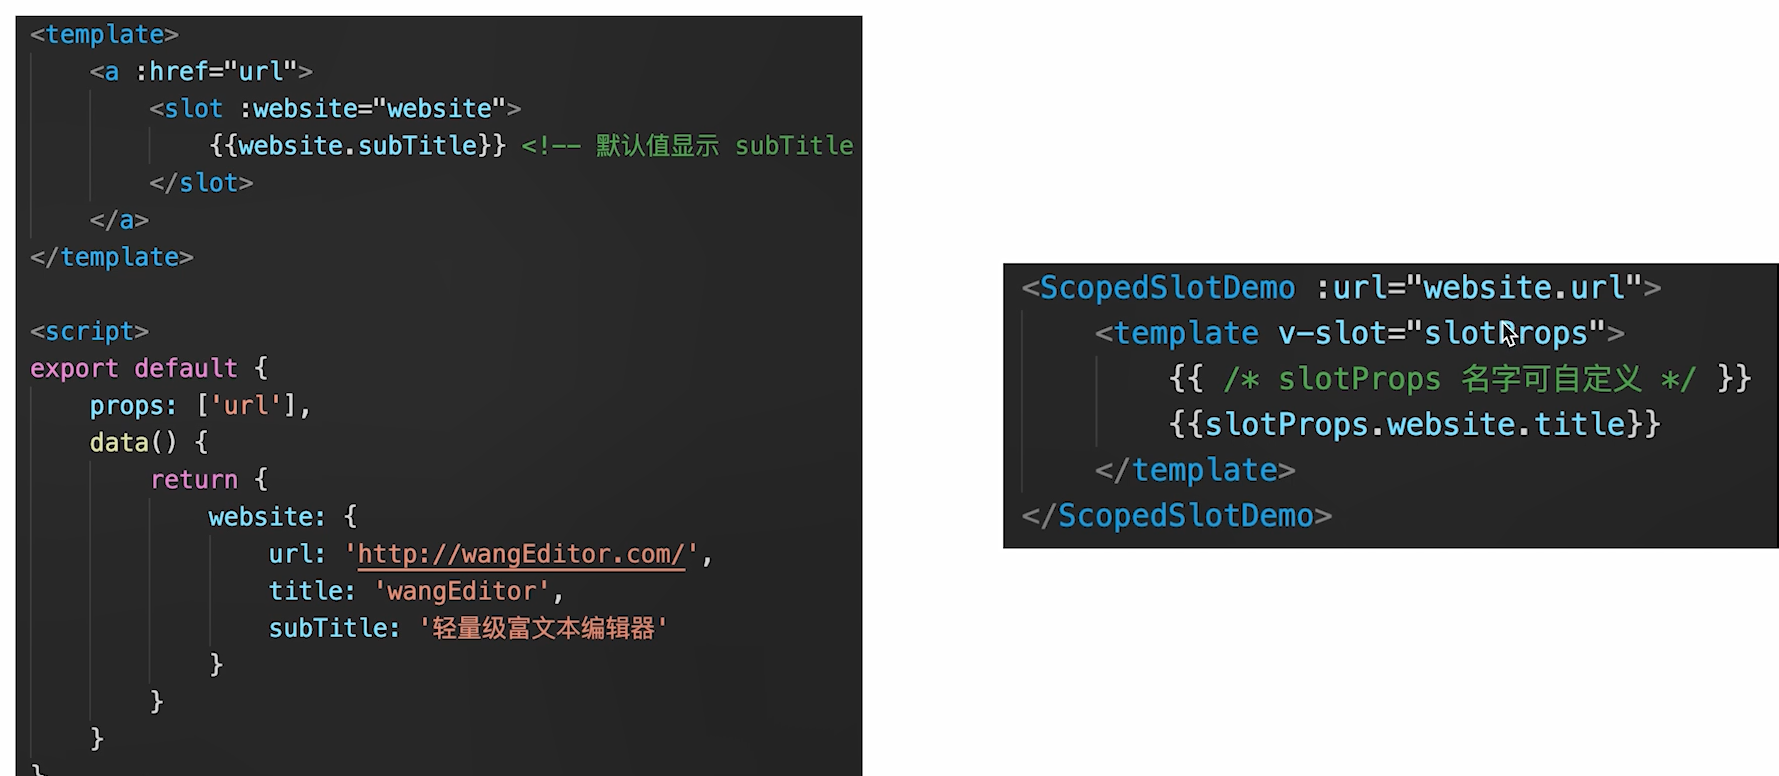 <template>
<a :href="url">
<slot :website="website">
{{website.subTitle}} <!-- 默认值显示 subTitle
</slot>
</a>
</template>
<script>
export default {
props: ['url'],
data() {
return {
website: {
url: 'http://wangEditor.com/',
title: 'wangEditor',
subTitle: '轻量级富文本编辑器'
}
}
}
}
<ScopedSlotDemo :url="website.url">
<template v-slot="slotProps">
{{ /* slotProps 名字可自定义 */ }}
{{slotProps.website.title}}
</template>
</ScopedSlotDemo>